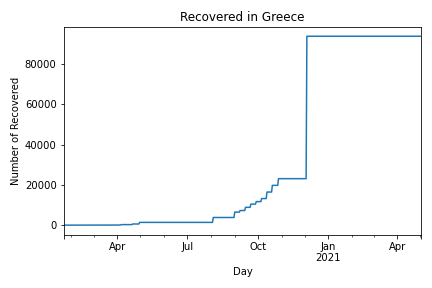 Recovered in Greece
Number of Recovered
80000
60000
40000
20000
0
Apr Jul Oct Jan Apr
2021
Day